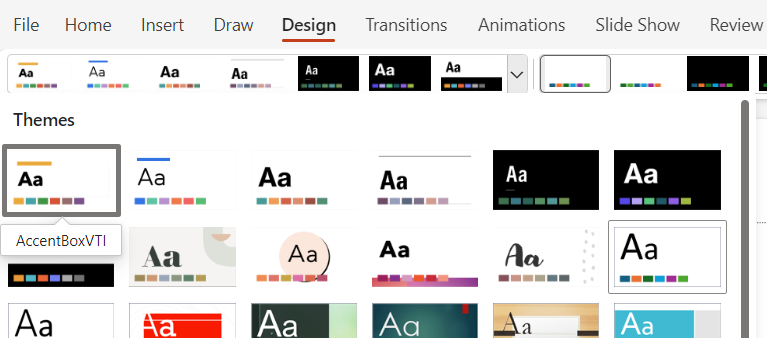 File Home Insert Draw Design Transitions Animations Slide Show Review
Aa Aa Aa Aa Aa Aa Aa
Themes
Aa Aa Aa Aa Aa Aa
AccentBoxVTI
Aa Aa Aa Aa Aa
Aa Aa Aa Aa Aa Aa